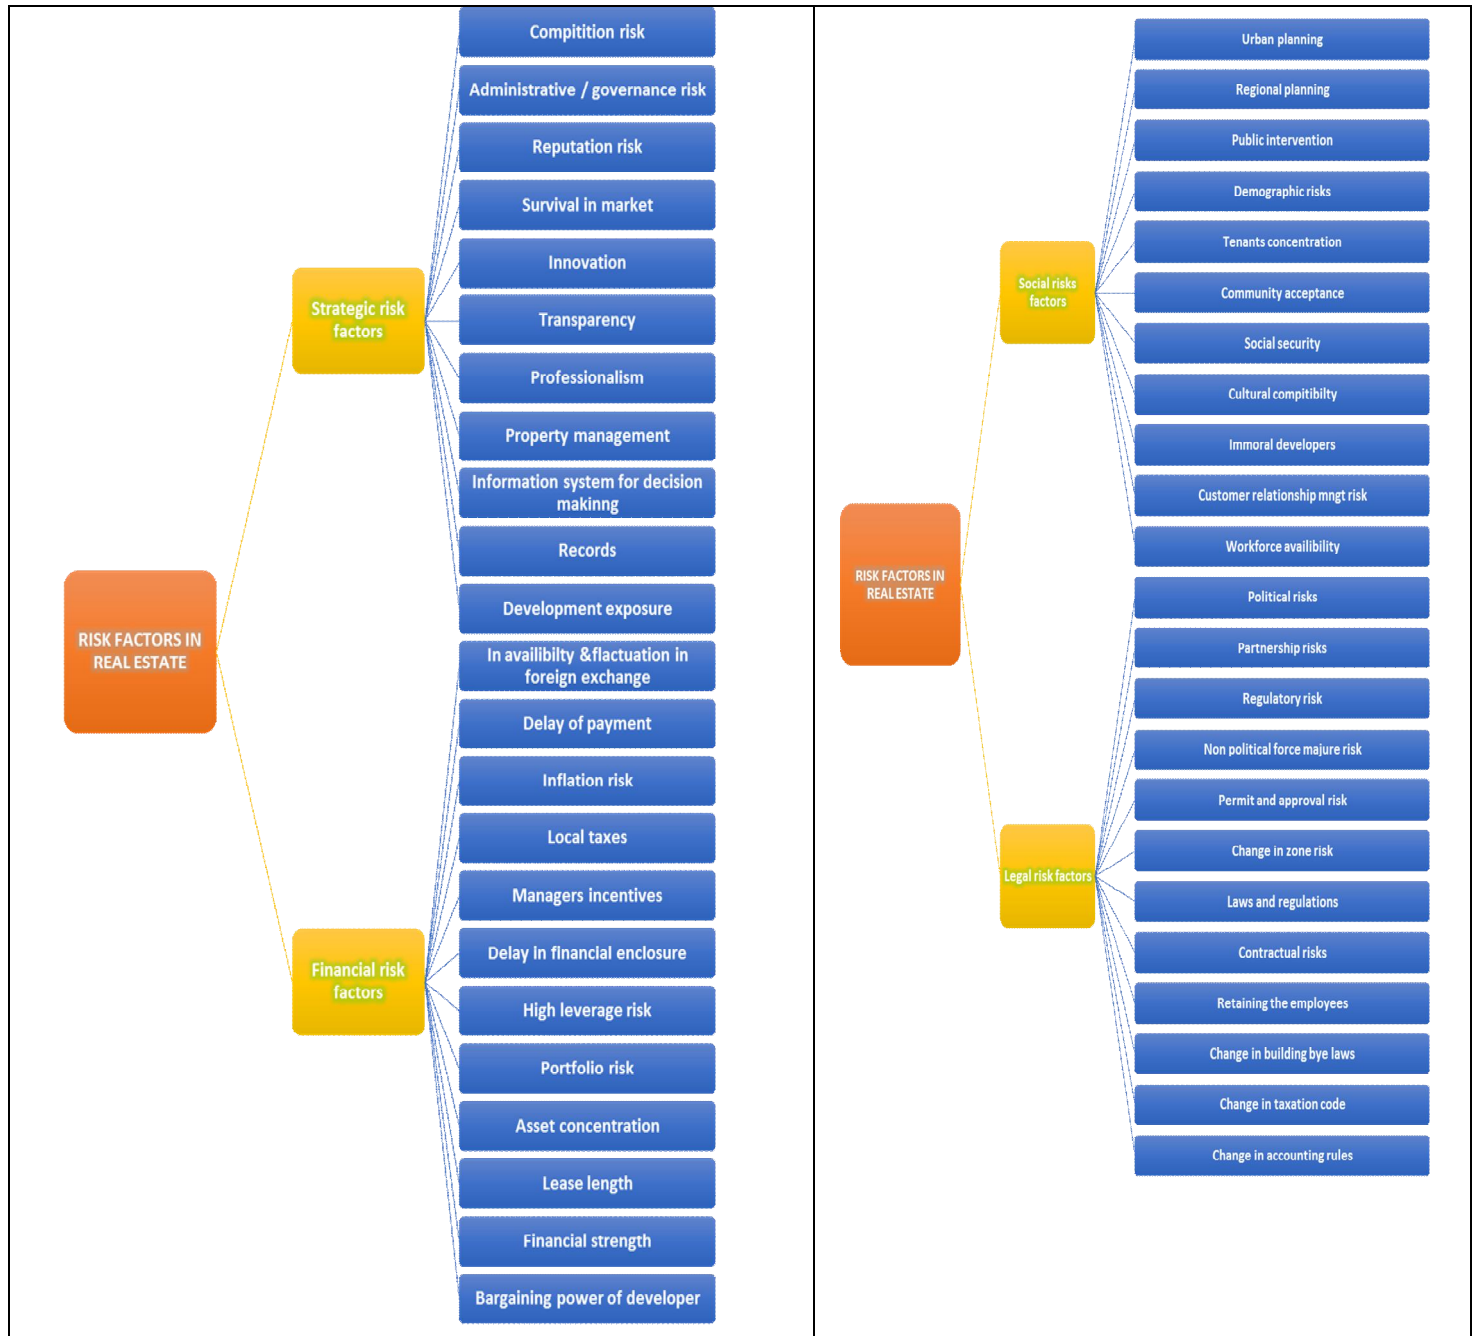 RISK FACTORS IN
REAL ESTATE
Strategic risk
factors
Compitition risk
Administrative / governance risk
Reputation risk
Survival in market
Innovation
Transparency
Professionalism
Property management
Information system for decision
makinng
Records
Development exposure
Financial risk
factors
In availibilty &flactuation in
foreign exchange
Delay of payment
Inflation risk
Local taxes
Managers incentives
Delay in financial enclosure
High leverage risk
Portfolio risk
Asset concentration
Lease length
Financial strength
Bargaining power of developer
RISK FACTORS IN
REAL ESTATE
Social risks
factors
Urban planning
Regional planning
Public intervention
Demographic risks
Tenants concentration
Community acceptance
Social security
Cultural compitibilty
Immoral developers
Customer relationship mngt risk
Workforce availibility
Legal risk factors
Political risks
Partnership risks
Regulatory risk
Non political force majure risk
Permit and approval risk
Change in zone risk
Laws and regulations
Contractual risks
Retaining the employees
Change in building bye laws
Change in taxation code
Change in accounting rules